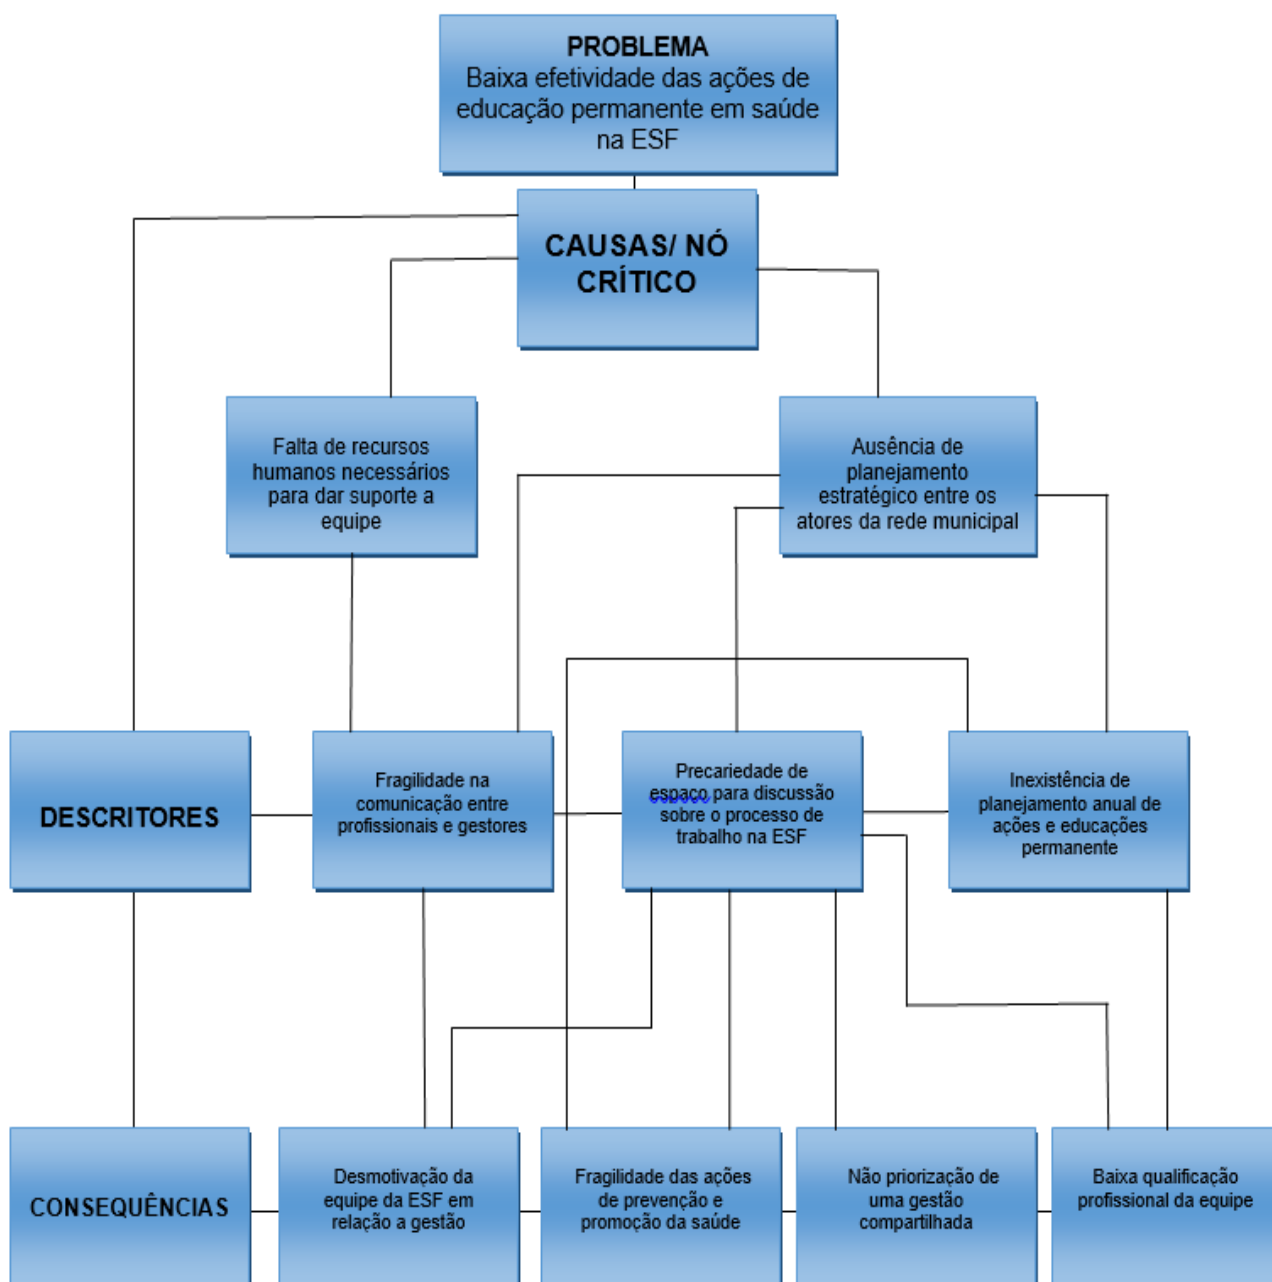 PROBLEMA
Baixa efetividade das ações de
educação permanente em saúde
na ESF
CAUSAS/ NÓ
CRÍTICO
Falta de recursos
humanos necessários
para dar suporte a
equipe
Ausência de
planejamento
estratégico entre os
atores da rede municipal
DESCRITORES
Fragilidade na
comunicação entre
profissionais e gestores
Precariedade de
espaço para discussão
sobre o processo de
trabalho na ESF
Inexistência de
planejamento anual de
ações e educações
permanente
CONSEQUÊNCIAS
Desmotivação da
equipe da ESF em
relação a gestão
Fragilidade das ações
de prevenção e
promoção da saúde
Não priorização de
uma gestão
compartilhada
Baixa qualificação
profissional da equipe